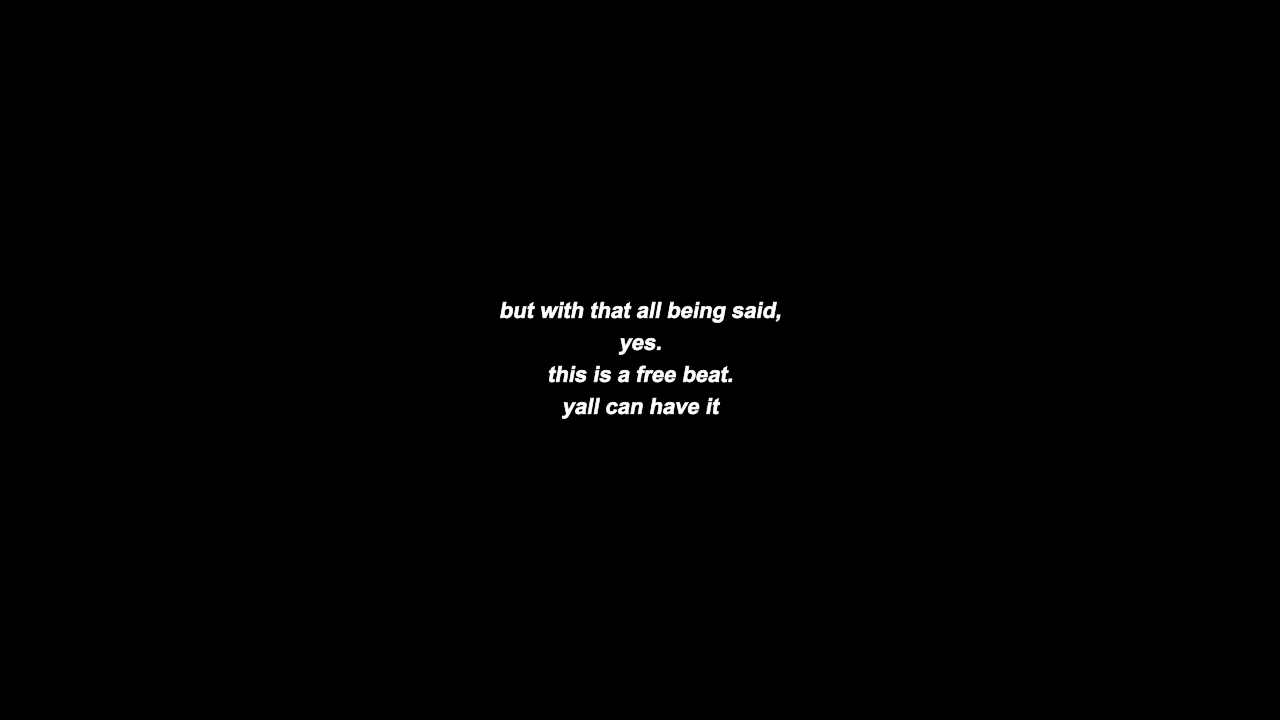 but with that all being said,
yes.
this is a free beat.
yall can have it